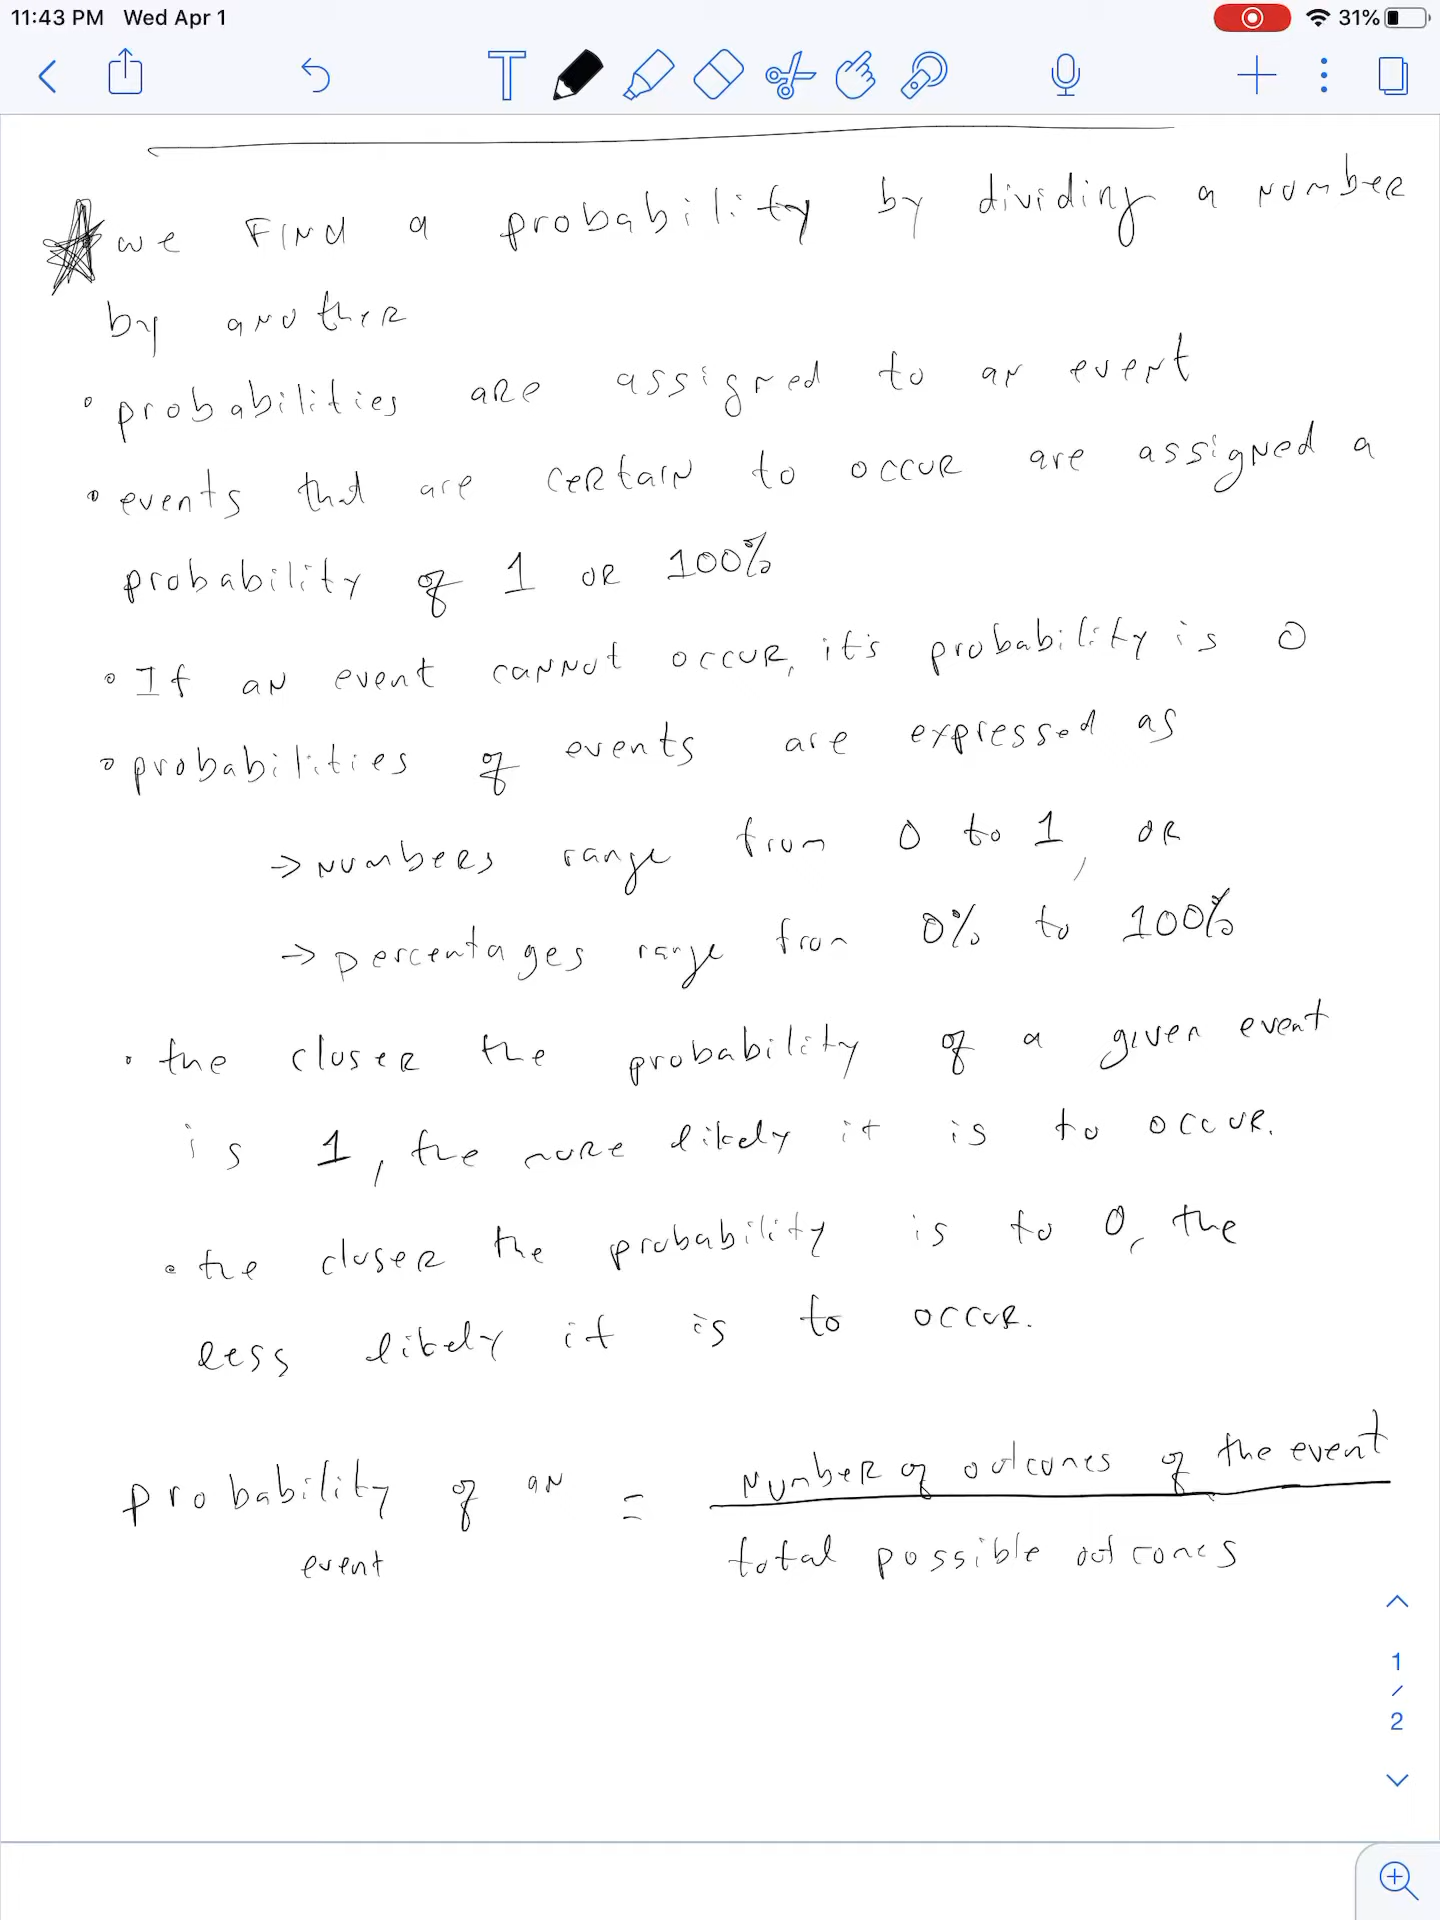 11:43 PM Wed Apr 1 31%
T
we FIND a probability by dividing a number
by another
• probabilities are assigned to an event
• events that are certain to occur are assigned a
probability of 1 OR 100%
• If an event cannot occur, it's probability is 0
• probabilities of events are expressed as
→ numbers range from 0 to 1, OR
→ percentages range from 0% to 100%
• the closer the probability of a given event
is 1, the more likely it is to occur.
• the closer the probability is to 0, the
less likely it is to occur.
probability of an event = Number of outcomes of the event
total possible outcomes
1
/
2